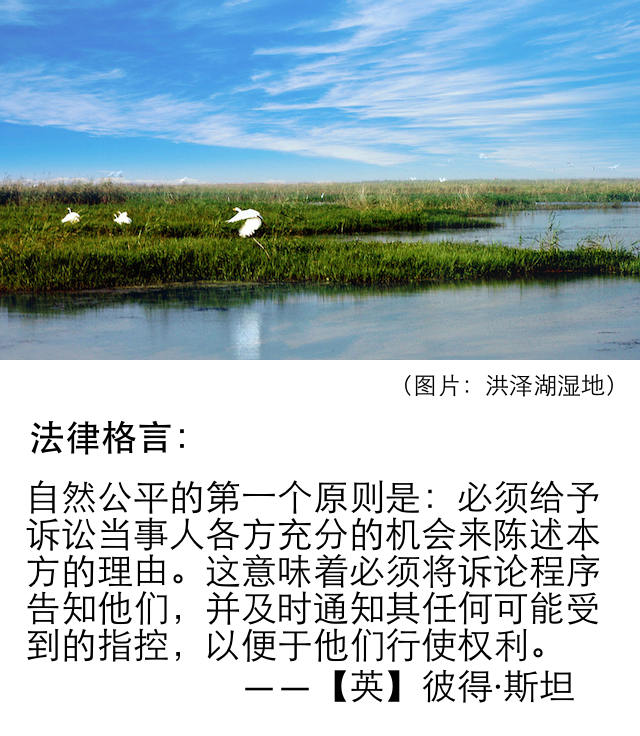 （图片：洪泽湖湿地）
法律格言：
自然公平的第一个原则是：必须给予
诉讼当事人各方充分的机会来陈述本
方的理由。这意味着必须将诉论程序
告知他们，并及时通知其任何可能受
到的指控，以便于他们行使权利。
——【英】彼得·斯坦